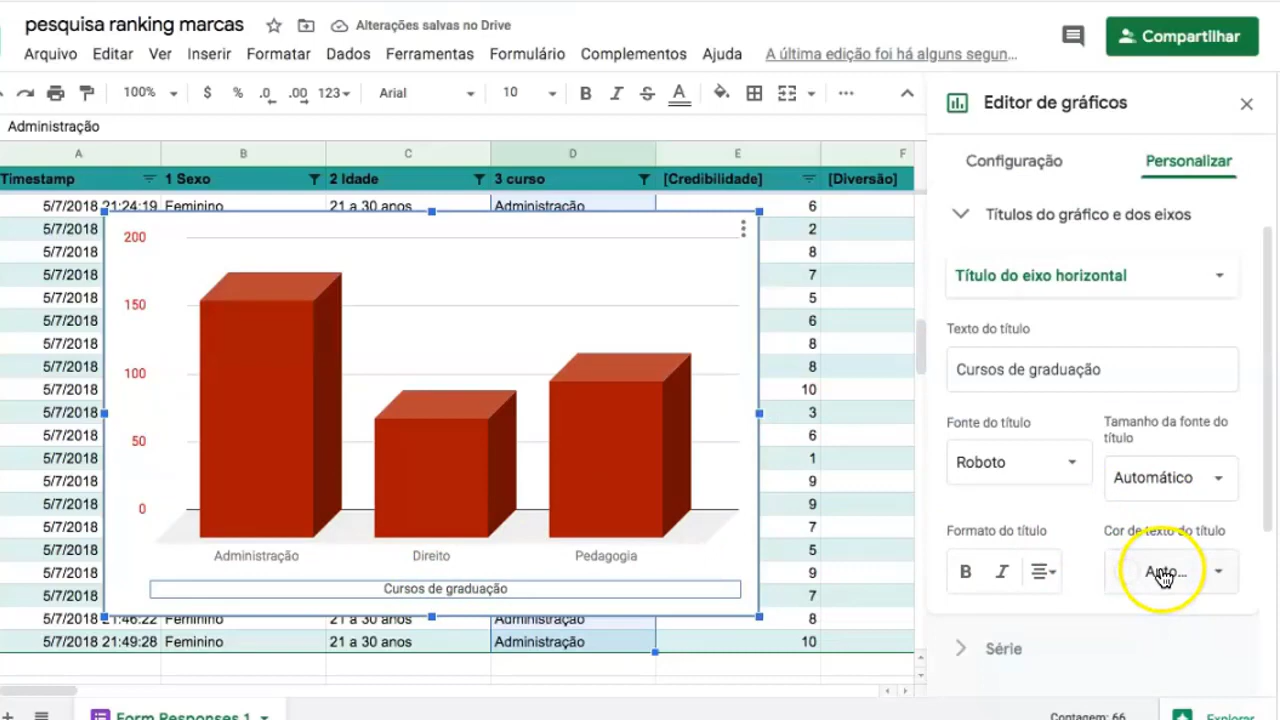 pesquisa ranking marcas
Alterações salvas no Drive
Compartilhar
Arquivo Editar Ver Inserir Formatar Dados Ferramentas Formulário Complementos Ajuda A última edição foi há alguns segun...
100% $ % .0 .00 123 Arial 10 B I S A ...
Editor de gráficos
Administração
Configuração Personalizar
A B C D E F
Timestamp 1 Sexo 2 Idade 3 curso [Credibilidade] [Diversão]
5/7/2018 21:24:19 Feminino 21 a 30 anos Administração 6
5/7/2018 2
5/7/2018 8
5/7/2018 7
5/7/2018 5
5/7/2018 6
5/7/2018 8
5/7/2018 8
5/7/2018 10
5/7/2018 3
5/7/2018 6
5/7/2018 1
5/7/2018 9
5/7/2018 9
5/7/2018 7
5/7/2018 5
5/7/2018 9
5/7/2018 7
5/7/2018 21:46:22 Feminino 21 a 30 anos Administração 8
5/7/2018 21:49:28 Feminino 21 a 30 anos Administração 10
200
150
100
50
0
Administração Direito Pedagogia
Cursos de graduação
Títulos do gráfico e dos eixos
Título do eixo horizontal
Texto do título
Cursos de graduação
Fonte do título
Roboto
Tamanho da fonte do
título
Automático
Formato do título
B I
Cor de texto do título
Série
Form Responses 1
Contagem: 66
Explorar